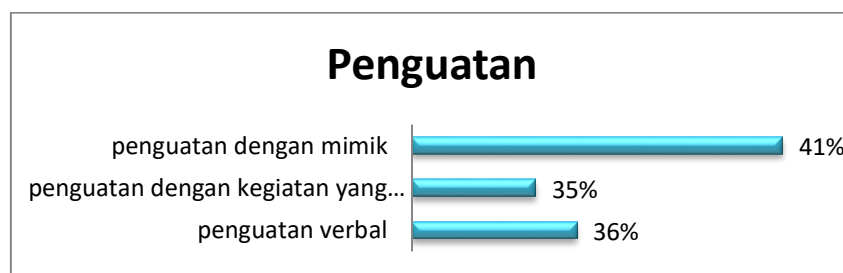 Penguatan
penguatan dengan mimik 41%
penguatan dengan kegiatan yang... 35%
penguatan verbal 36%